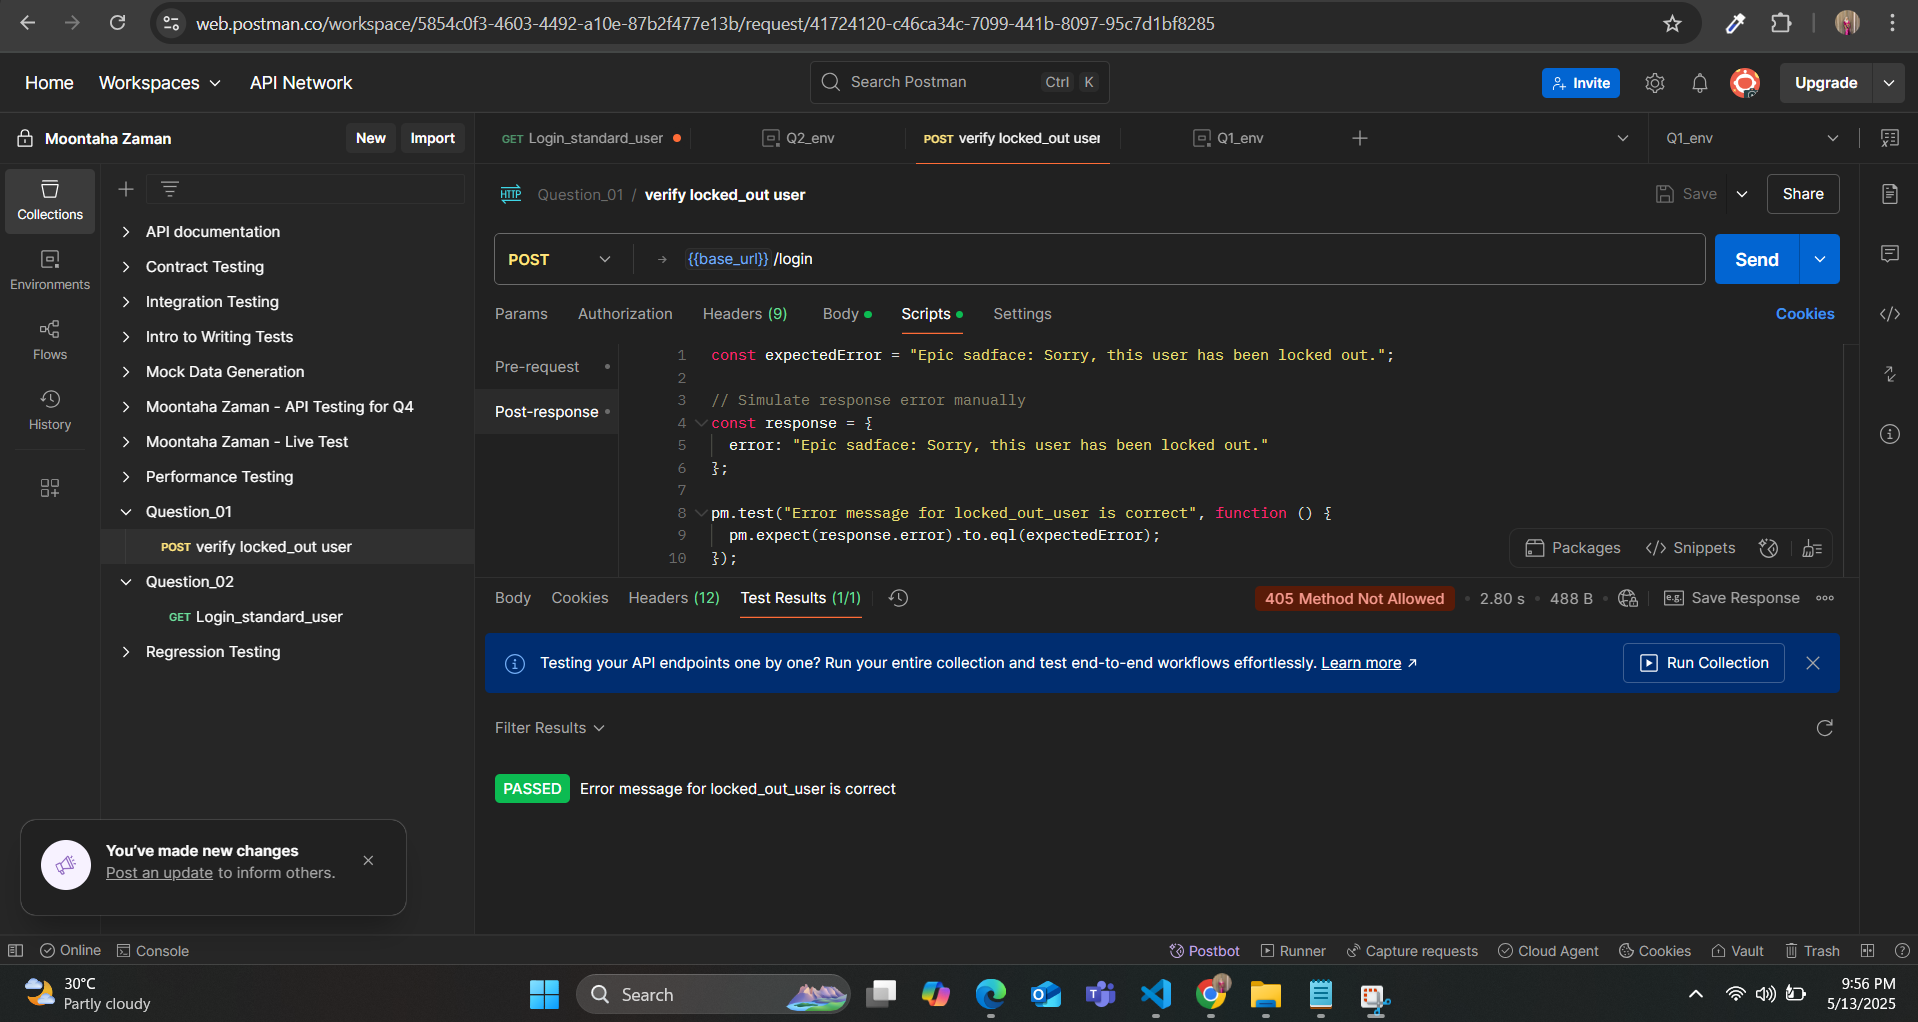 web.postman.co/workspace/5854c0f3-4603-4492-a10e-87b2f477e13b/request/41724120-c46ca34c-7099-441b-8097-95c7d1bf8285
Home Workspaces API Network Search Postman Ctrl K Invite Upgrade
Moontaha Zaman New Import GET Login_standard_user Q2_env POST verify locked_out user Q1_env Q1_env
Collections
Environments
Flows
History
API documentation
Contract Testing
Integration Testing
Intro to Writing Tests
Mock Data Generation
Moontaha Zaman - API Testing for Q4
Moontaha Zaman - Live Test
Performance Testing
Question_01
POST verify locked_out user
Question_02
GET Login_standard_user
Regression Testing
HTTP Question_01 / verify locked_out user Save Share
POST {{base_url}} /login Send
Params Authorization Headers (9) Body Scripts Settings Cookies
Pre-request
Post-response
1 const expectedError = "Epic sadface: Sorry, this user has been locked out.";
2
3 // Simulate response error manually
4 const response = {
5 error: "Epic sadface: Sorry, this user has been locked out."
6 };
7
8 pm.test("Error message for locked_out_user is correct", function () {
9 pm.expect(response.error).to.eql(expectedError);
10 });
Packages </> Snippets
Body Cookies Headers (12) Test Results (1/1) 405 Method Not Allowed 2.80 s 488 B e.g. Save Response
Testing your API endpoints one by one? Run your entire collection and test end-to-end workflows effortlessly. Learn more Run Collection
Filter Results
PASSED Error message for locked_out_user is correct
You've made new changes
Post an update to inform others.
Online Console Postbot Runner Capture requests Cloud Agent Cookies Vault Trash
30°C
Partly cloudy
Search
9:56 PM
5/13/2025